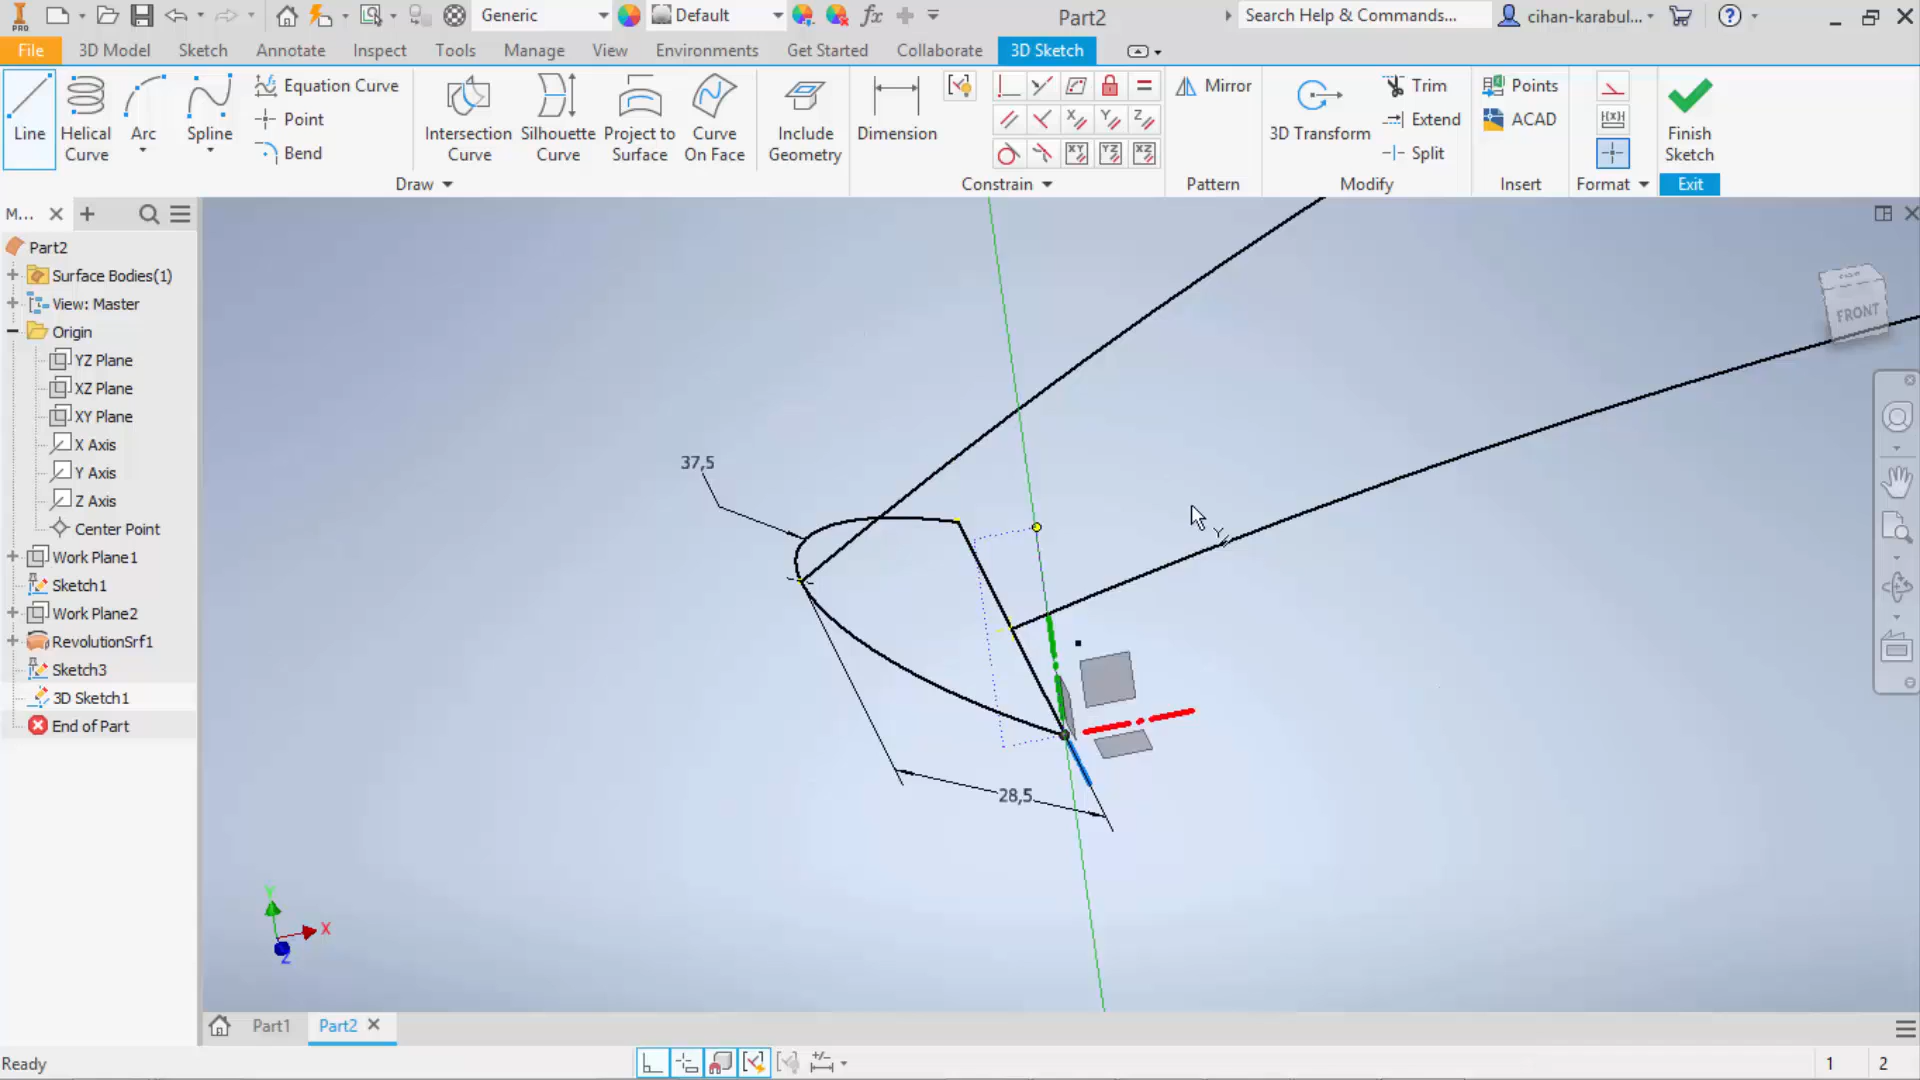 PRO
Generic
Default
fx
Part2
Search Help & Commands...
cihan-karabul...
File
3D Model
Sketch
Annotate
Inspect
Tools
Manage
View
Environments
Get Started
Collaborate
3D Sketch
Line
Helical Curve
Arc
Spline
Equation Curve
Point
Bend
Intersection Curve
Silhouette Curve
Project to Surface
Curve On Face
Include Geometry
Dimension
Mirror
3D Transform
Trim
Extend
Split
Points
ACAD
Finish Sketch
Draw
Constrain
Pattern
Modify
Insert
Format
Exit
M...
Part2
Surface Bodies(1)
View: Master
Origin
YZ Plane
XZ Plane
XY Plane
X Axis
Y Axis
Z Axis
Center Point
Work Plane1
Sketch1
Work Plane2
RevolutionSrf1
Sketch3
3D Sketch1
End of Part
37,5
28,5
FRONT
Y
X
Z
Part1
Part2
Ready
1
2